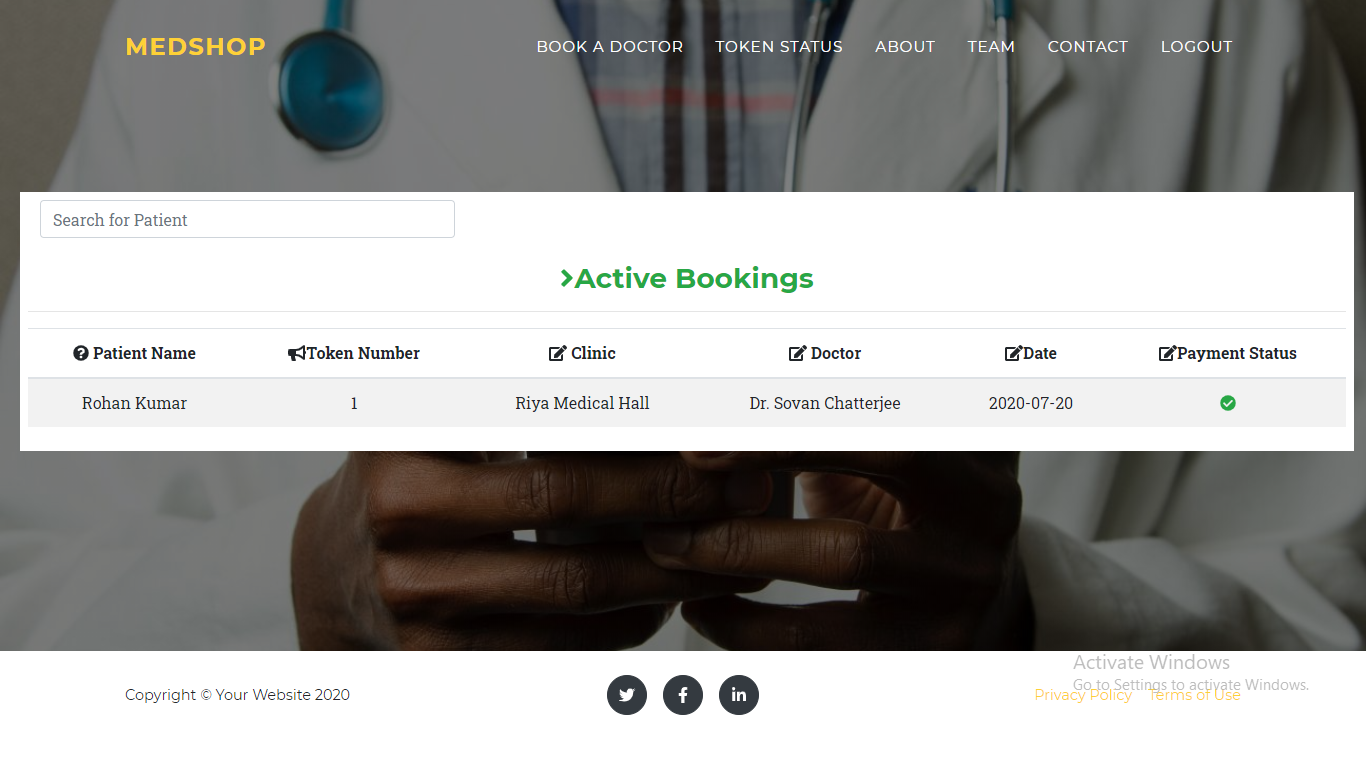 MEDSHOP BOOK A DOCTOR TOKEN STATUS ABOUT TEAM CONTACT LOGOUT
Search for Patient
Active Bookings
Patient Name Token Number Clinic Doctor Date Payment Status
Rohan Kumar 1 Riya Medical Hall Dr. Sovan Chatterjee 2020-07-20
Activate Windows
Go to Settings to activate Windows.
Copyright © Your Website 2020 Privacy Policy Terms of Use